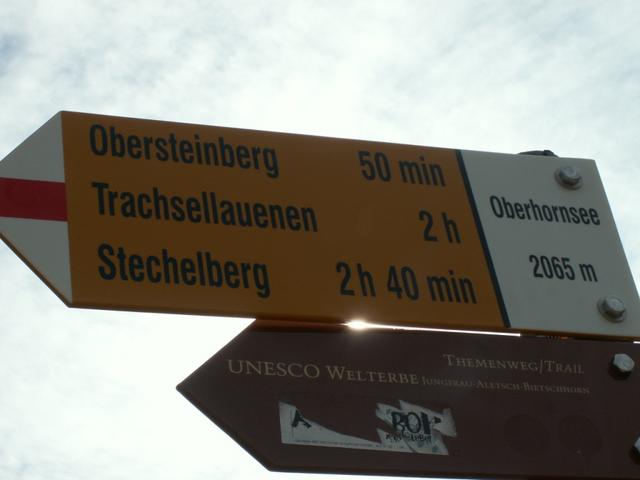 Obersteinberg 50 min
Trachsellauenen 2 h
Stechelberg 2 h 40 min
Oberhornsee
2065 m
THEMENWEG/TRAIL
UNESCO WELTERBE JUNGFRAU-ALETSCH-BIETSCHHORN